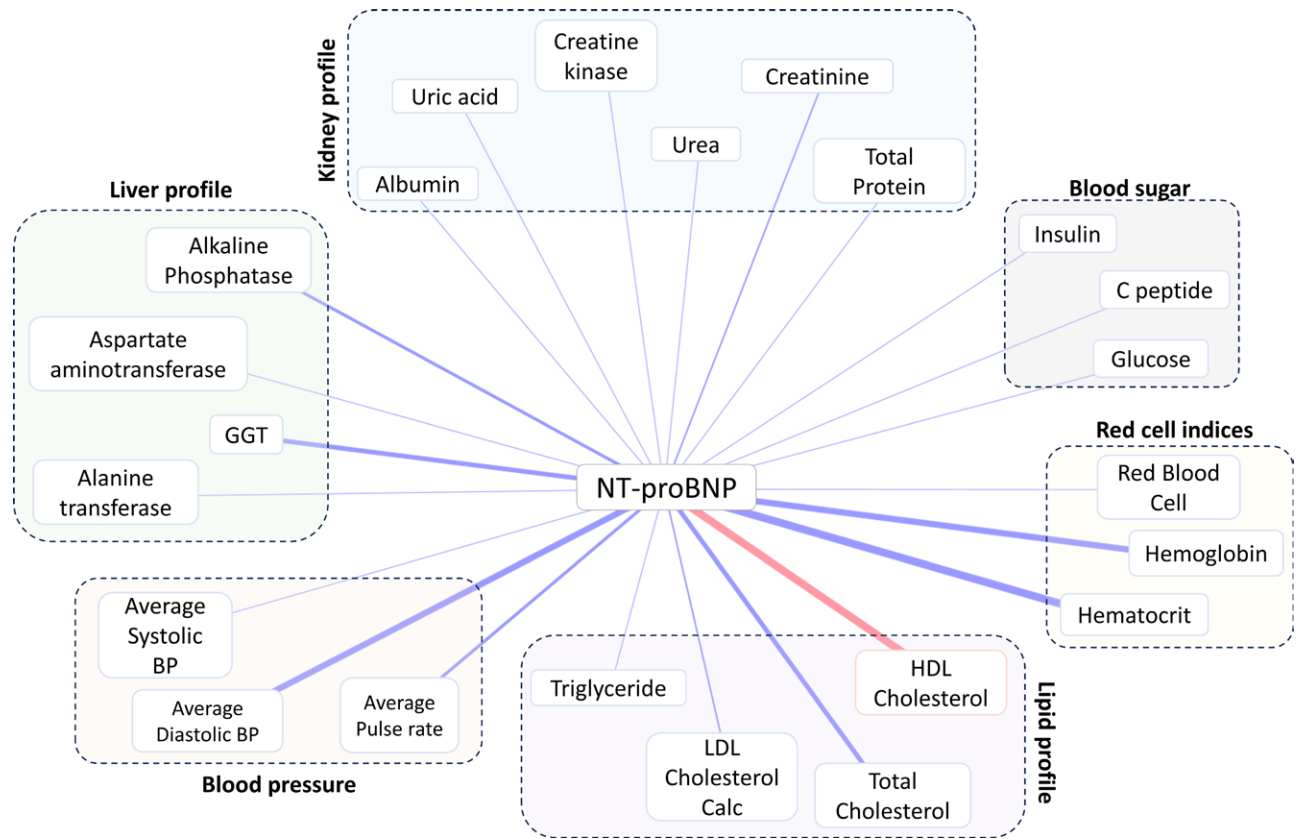 Kidney profile
Creatine
kinase
Creatinine
Uric acid
Urea
Total
Protein
Albumin
Liver profile
Alkaline
Phosphatase
Aspartate
aminotransferase
GGT
Alanine
transferase
Blood sugar
Insulin
C peptide
Glucose
NT-proBNP
Red cell indices
Red Blood
Cell
Hemoglobin
Hematocrit
Average
Systolic
BP
Average
Diastolic BP
Average
Pulse rate
Blood pressure
Triglyceride
HDL
Cholesterol
LDL
Cholesterol
Calc
Total
Cholesterol
Lipid profile